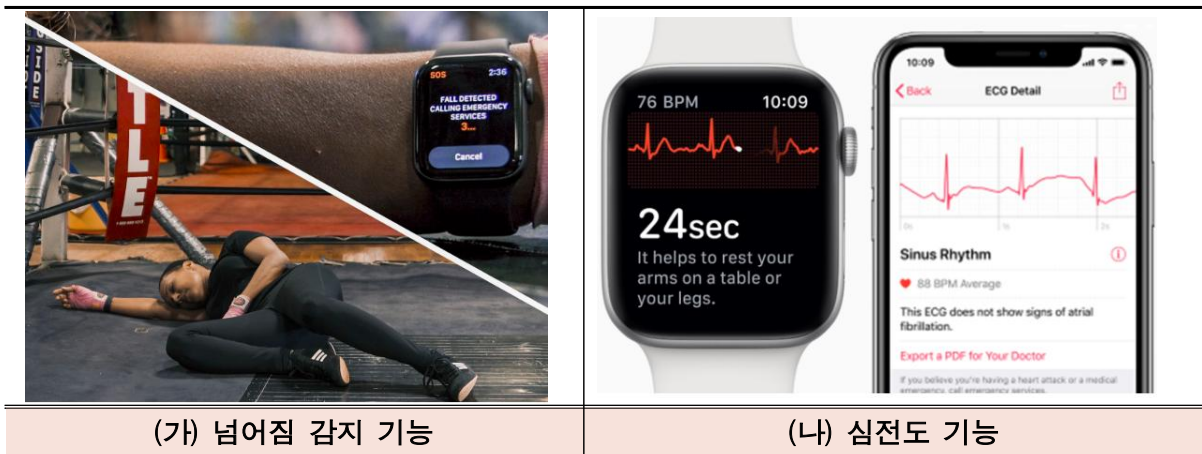 SIDE
TLE
SOS 2:36
FALL DETECTED
CALLING EMERGENCY
SERVICES
3...
Cancel
76 BPM 10:09
24sec
It helps to rest your
arms on a table or
your legs.
10:09
Back ECG Detail
0s 1s 2s
Sinus Rhythm
88 BPM Average
This ECG does not show signs of atrial
fibrillation.
Export a PDF for Your Doctor
If you believe you're having a heart attack or a medical
emergency, call emergency services.
(가) 넘어짐 감지 기능
(나) 심전도 기능